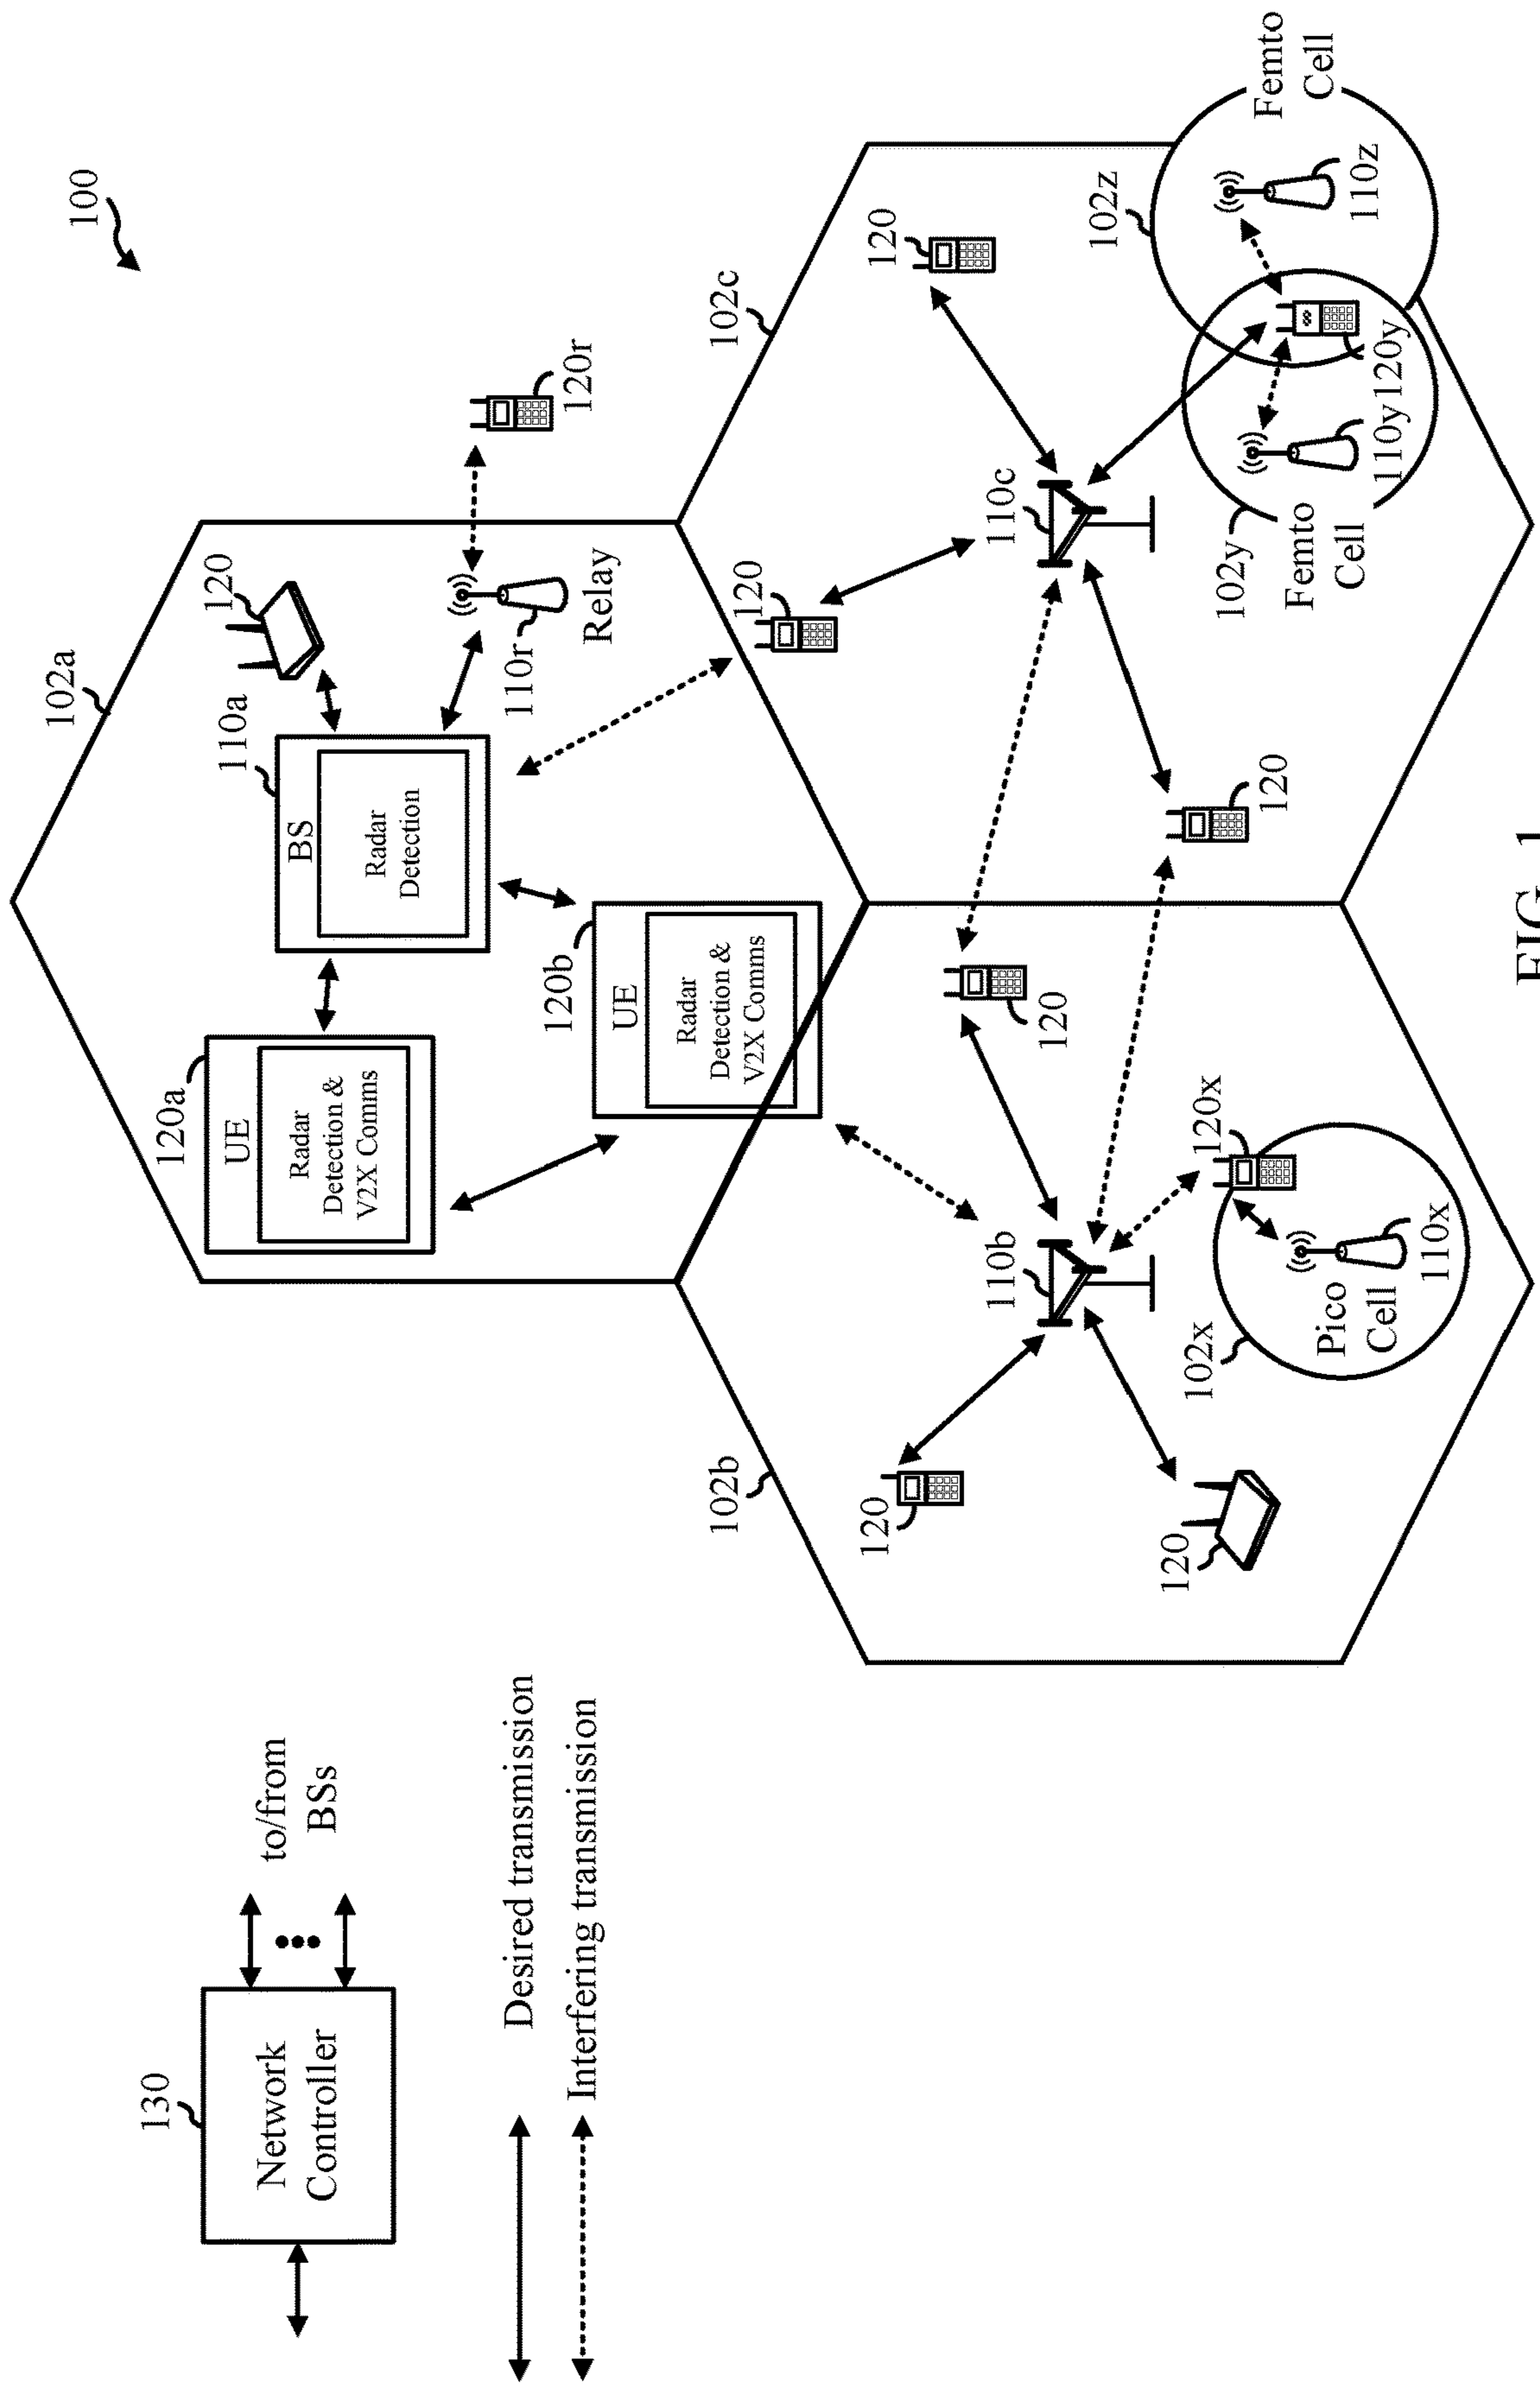 100
130
Network
Controller
to/from
BSs
Desired transmission
Interfering transmission
102a
120a
UE
Radar
Detection &
V2X Comms
110a
BS
Radar
Detection
120
120b
UE
Radar
Detection &
V2X Comms
110r
Relay
120r
102b
120
120
110b
120
102x
Pico
Cell
110x
120x
102c
120
120
110c
120
102y
Femto
Cell
110y
120y
102z
110z
Femto
Cell
FIG. 1